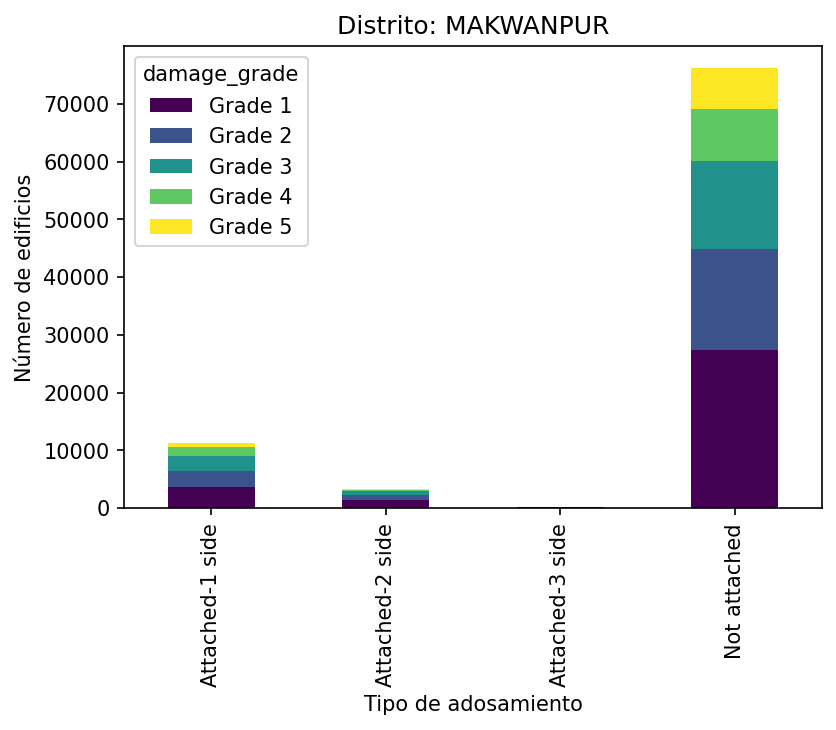 Distrito: MAKWANPUR
damage_grade
Grade 1
Grade 2
Grade 3
Grade 4
Grade 5
Número de edificios
70000
60000
50000
40000
30000
20000
10000
0
Attached-1 side
Attached-2 side
Attached-3 side
Not attached
Tipo de adosamiento